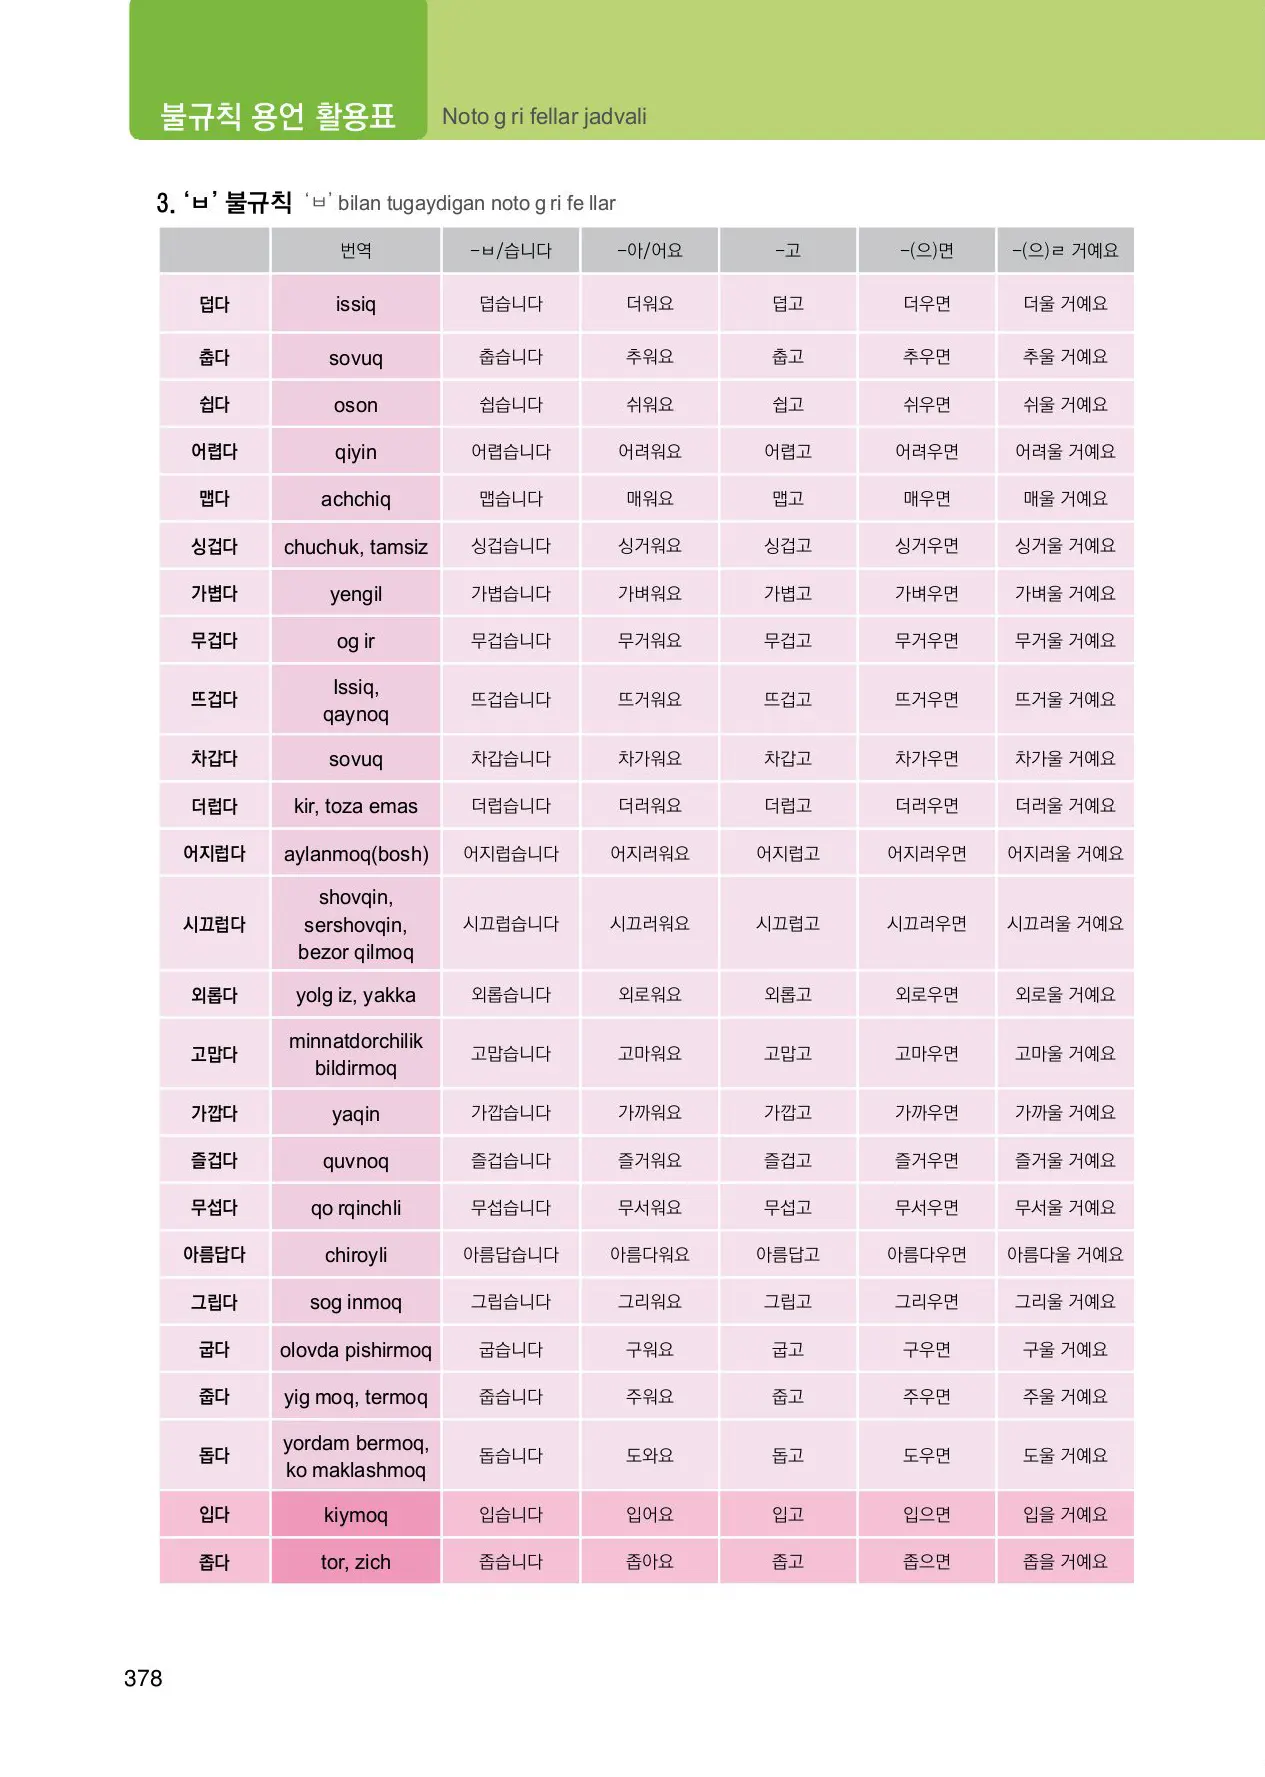 불규칙 용언 활용표 Noto g ri fellar jadvali
3. ‘ㅂ’ 불규칙 ‘ㅂ’ bilan tugaydigan noto g ri fe llar
번역 -ㅂ/습니다 -아/어요 -고 -(으)면 -(으)ㄹ 거예요
덥다 issiq 덥습니다 더워요 덥고 더우면 더울 거예요
춥다 sovuq 춥습니다 추워요 춥고 추우면 추울 거예요
쉽다 oson 쉽습니다 쉬워요 쉽고 쉬우면 쉬울 거예요
어렵다 qiyin 어렵습니다 어려워요 어렵고 어려우면 어려울 거예요
맵다 achchiq 맵습니다 매워요 맵고 매우면 매울 거예요
싱겁다 chuchuk, tamsiz 싱겁습니다 싱거워요 싱겁고 싱거우면 싱거울 거예요
가볍다 yengil 가볍습니다 가벼워요 가볍고 가벼우면 가벼울 거예요
무겁다 og ir 무겁습니다 무거워요 무겁고 무거우면 무거울 거예요
뜨겁다 Issiq,
qaynoq 뜨겁습니다 뜨거워요 뜨겁고 뜨거우면 뜨거울 거예요
차갑다 sovuq 차갑습니다 차가워요 차갑고 차가우면 차가울 거예요
더럽다 kir, toza emas 더럽습니다 더러워요 더럽고 더러우면 더러울 거예요
어지럽다 aylanmoq(bosh) 어지럽습니다 어지러워요 어지럽고 어지러우면 어지러울 거예요
시끄럽다 shovqin,
sershovqin,
bezor qilmoq 시끄럽습니다 시끄러워요 시끄럽고 시끄러우면 시끄러울 거예요
외롭다 yolg iz, yakka 외롭습니다 외로워요 외롭고 외로우면 외로울 거예요
고맙다 minnatdorchilik
bildirmoq 고맙습니다 고마워요 고맙고 고마우면 고마울 거예요
가깝다 yaqin 가깝습니다 가까워요 가깝고 가까우면 가까울 거예요
즐겁다 quvnoq 즐겁습니다 즐거워요 즐겁고 즐거우면 즐거울 거예요
무섭다 qo rqinchli 무섭습니다 무서워요 무섭고 무서우면 무서울 거예요
아름답다 chiroyli 아름답습니다 아름다워요 아름답고 아름다우면 아름다울 거예요
그립다 sog inmoq 그립습니다 그리워요 그립고 그리우면 그리울 거예요
굽다 olovda pishirmoq 굽습니다 구워요 굽고 구우면 구울 거예요
줍다 yig moq, termoq 줍습니다 주워요 줍고 주우면 주울 거예요
돕다 yordam bermoq,
ko maklashmoq 돕습니다 도와요 돕고 도우면 도울 거예요
입다 kiymoq 입습니다 입어요 입고 입으면 입을 거예요
좁다 tor, zich 좁습니다 좁아요 좁고 좁으면 좁을 거예요
378